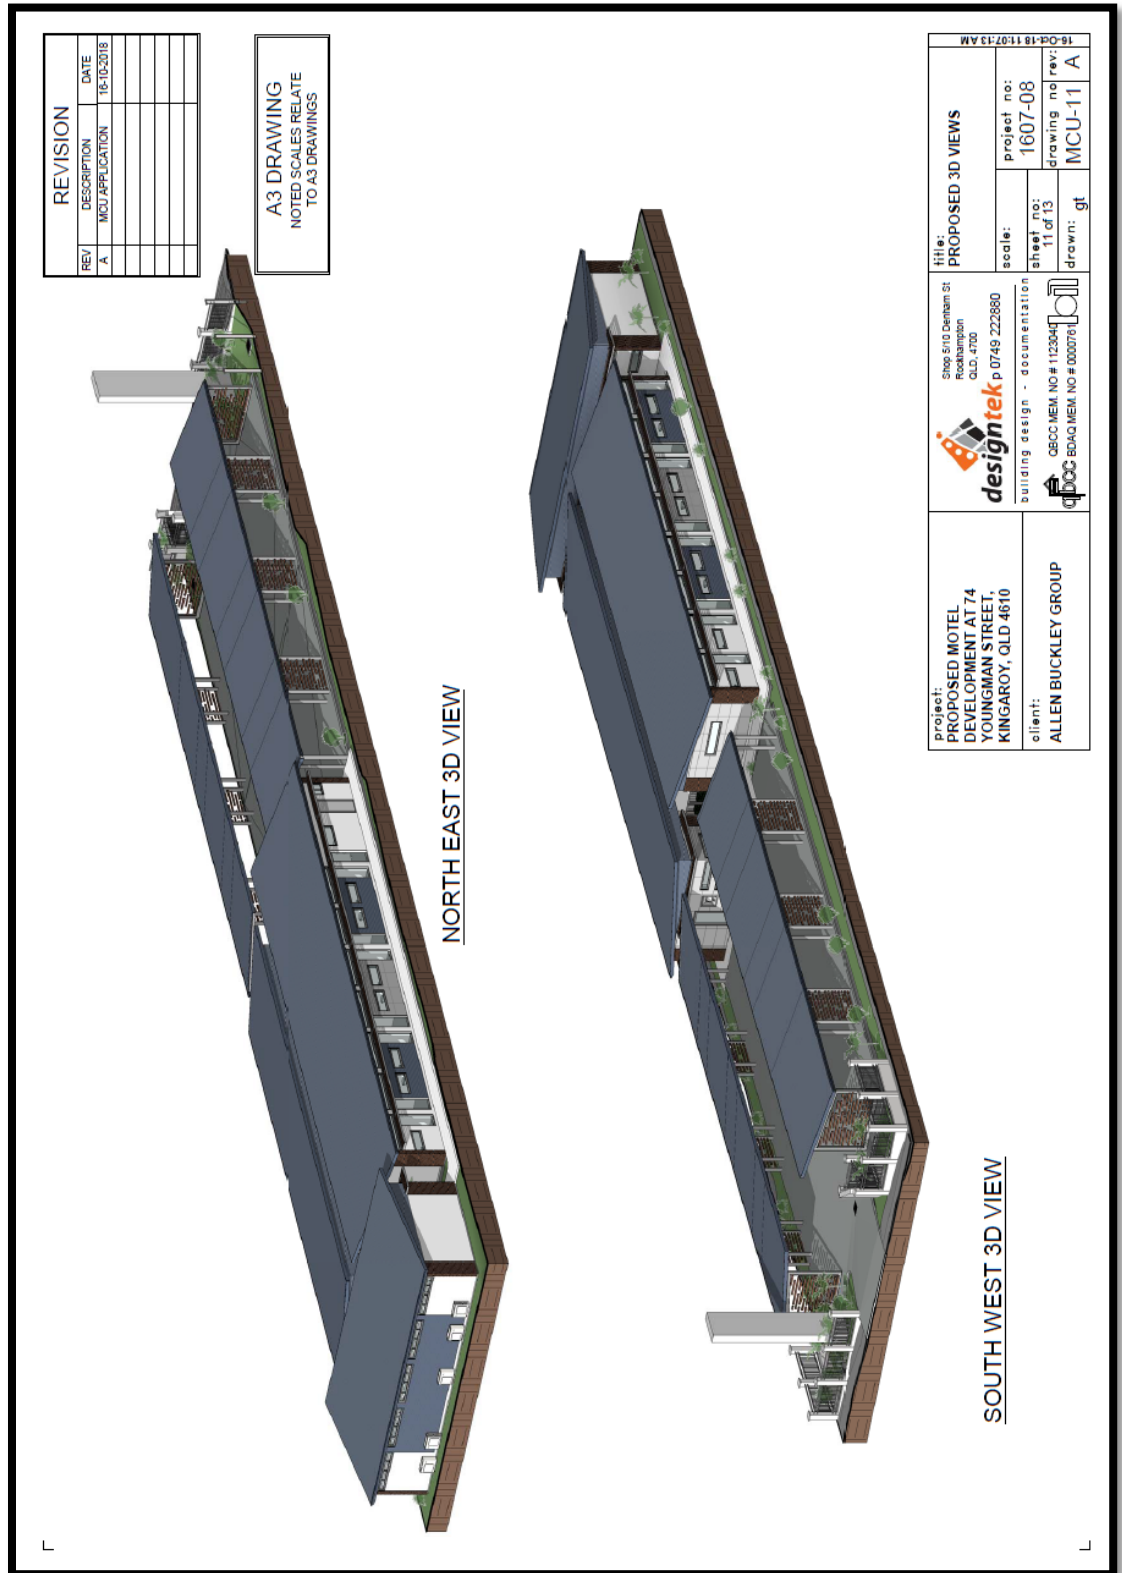 REVISION
REV DESCRIPTION DATE
A MCU APPLICATION 16-10-2018
A3 DRAWING
NOTED SCALES RELATE
TO A3 DRAWINGS
NORTH EAST 3D VIEW
SOUTH WEST 3D VIEW
project:
PROPOSED MOTEL
DEVELOPMENT AT 74
YOUNGMAN STREET,
KINGAROY, QLD 4610
client:
ALLEN BUCKLEY GROUP
Shop 5/10 Denham St
Rockhampton
QLD, 4700
designtek p 0749 222880
building design - documentation
QBCC MEM. NO # 1123040
qbcc BDAQ MEM. NO # 0000761
title:
PROPOSED 3D VIEWS
scale:
project no:
1607-08
sheet no:
11 of 13
drawing no rev:
MCU-11 A
drawn: gt
16-Oct-18 11:07:13 AM